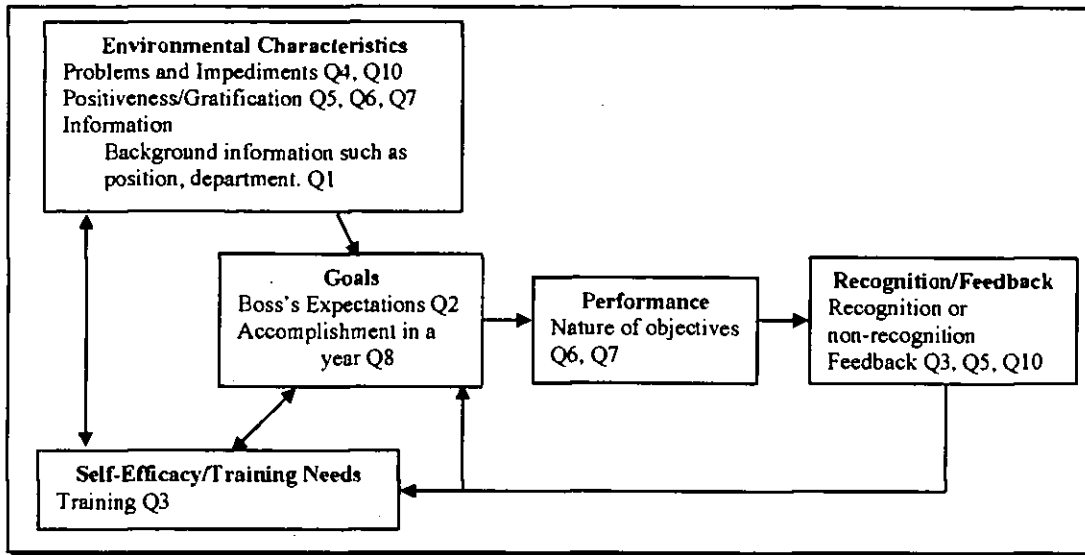 Environmental Characteristics
Problems and Impediments Q4, Q10
Positiveness/Gratification Q5, Q6, Q7
Information
Background information such as
position, department. Q1
Goals
Boss's Expectations Q2
Accomplishment in a
year Q8
Performance
Nature of objectives
Q6, Q7
Recognition/Feedback
Recognition or
non-recognition
Feedback Q3, Q5, Q10
Self-Efficacy/Training Needs
Training Q3